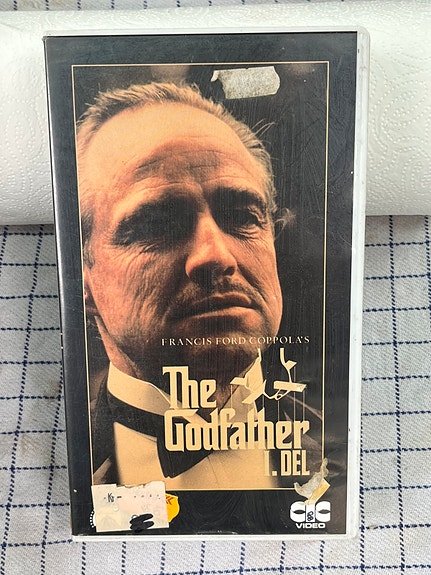 FRANCIS FORD COPPOLA'S
The
Godfather
I. DEL
CIC
VIDEO